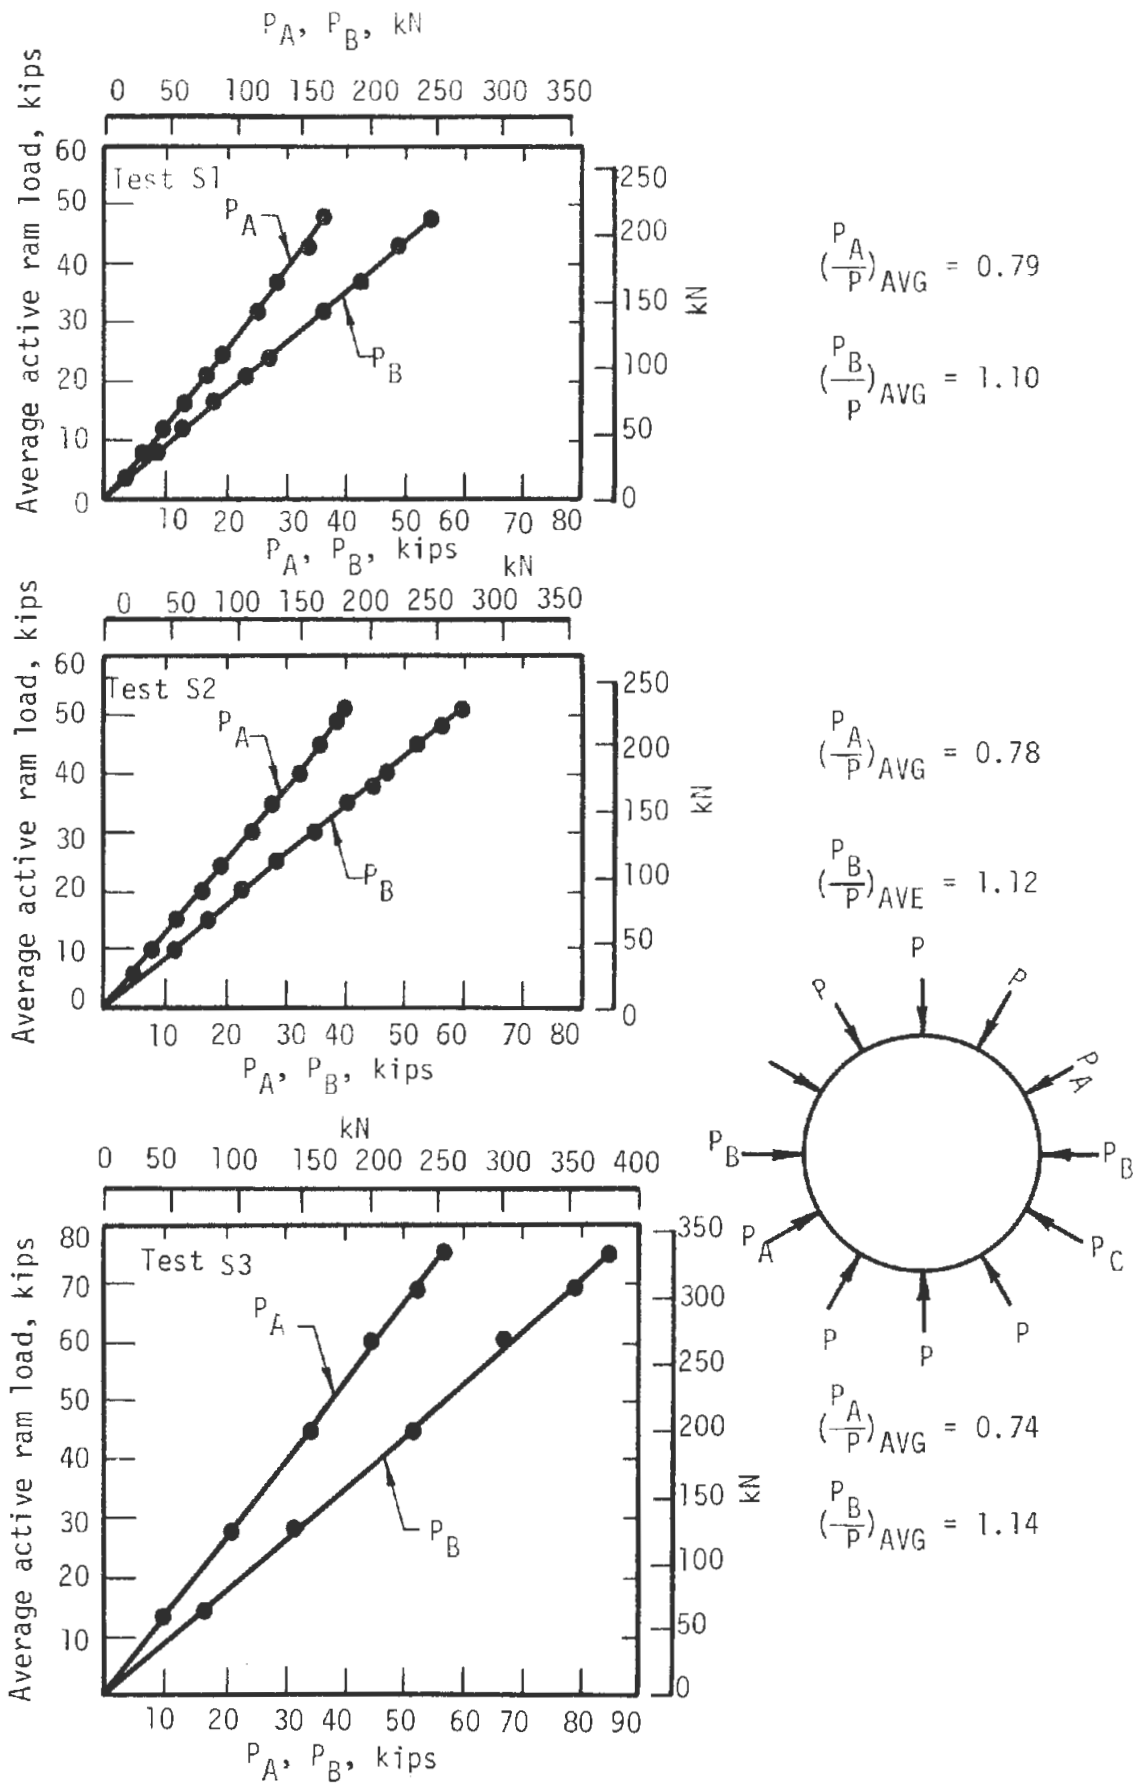 P_A, P_B, kN
0 50 100 150 200 250 300 350
Average active ram load, kips
60
50
40
30
20
10
0
Test S1
P_A
P_B
250
200
150
100
50
0
kN
10 20 30 40 50 60 70 80
P_A, P_B, kips
(P_A/P)AVG = 0.79
(P_B/P)AVG = 1.10
kN
0 50 100 150 200 250 300 350
Average active ram load, kips
60
50
40
30
20
10
0
Test S2
P_A
P_B
250
200
150
100
50
0
kN
10 20 30 40 50 60 70 80
P_A, P_B, kips
(P_A/P)AVG = 0.78
(P_B/P)AVE = 1.12
P
P
P
P_A
P_B
P_B
P_A
P_C
P
P
P
kN
0 50 100 150 200 250 300 350 400
Average active ram load, kips
80
70
60
50
40
30
20
10
Test S3
P_A
P_B
350
300
250
200
150
100
50
0
kN
10 20 30 40 50 60 70 80 90
P_A, P_B, kips
(P_A/P)AVG = 0.74
(P_B/P)AVG = 1.14